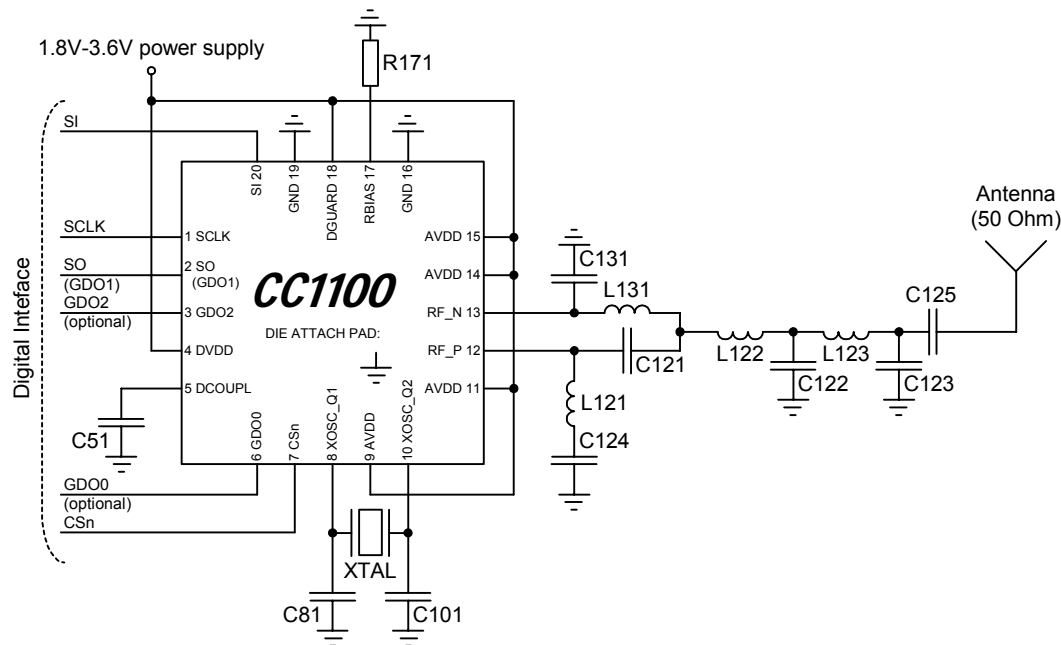 1.8V-3.6V power supply
R171
SI
SI 20
GND 19
DGUARD 18
RBIAS 17
GND 16
Antenna
(50 Ohm)
Digital Inteface
SCLK
1 SCLK
AVDD 15
SO
(GDO1)
2 SO
(GDO1)
CC1100
AVDD 14
C131
L131
C125
GDO2
(optional)
3 GDO2
DIE ATTACH PAD:
RF_N 13
4 DVDD
RF_P 12
C121
L122
C122
L123
C123
5 DCOUPL
AVDD 11
L121
C51
6 GDO0
7 CSn
8 XOSC_Q1
9 AVDD
10 XOSC_Q2
C124
GDO0
(optional)
CSn
XTAL
C81
C101